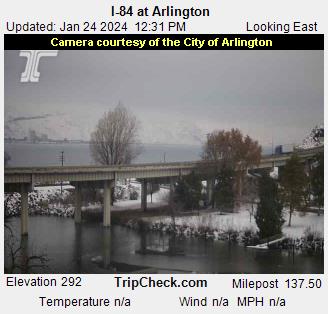 I-84 at Arlington
Updated: Jan 24 2024 12:31 PM Looking East
Camera courtesy of the City of Arlington
Elevation 292 TripCheck.com Milepost 137.50
Temperature n/a Wind n/a MPH n/a